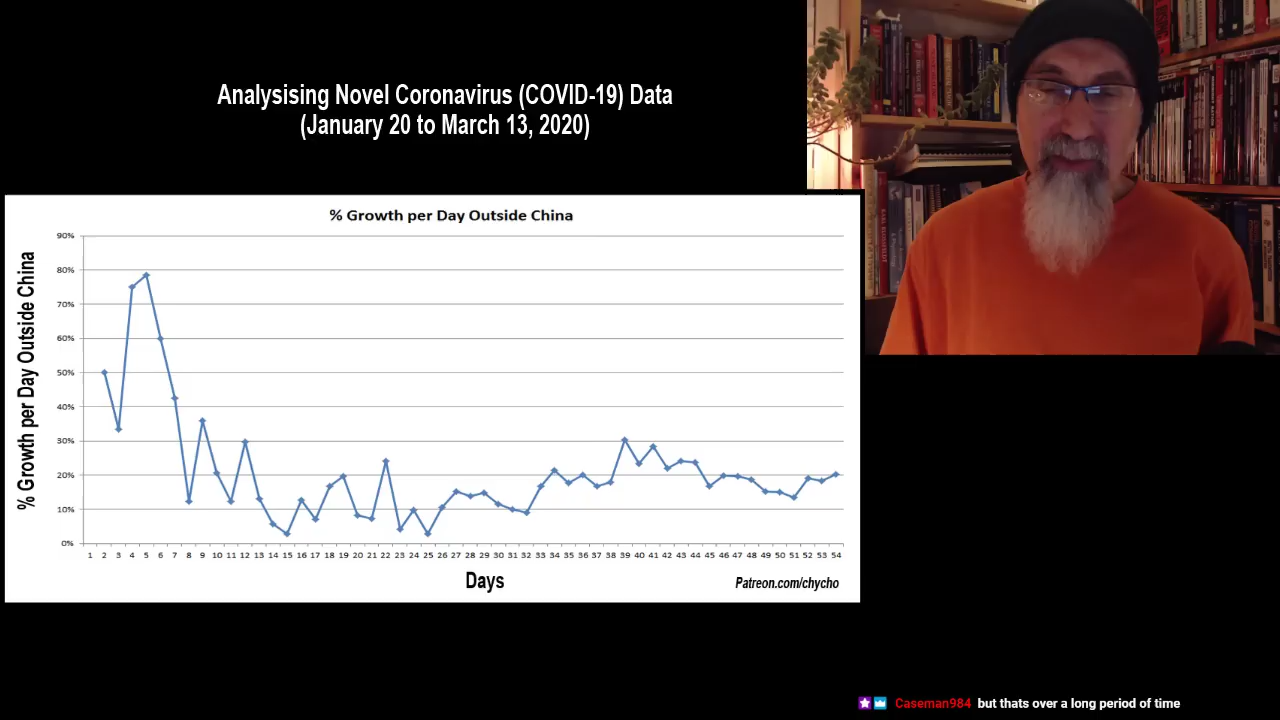 Analysising Novel Coronavirus (COVID-19) Data
(January 20 to March 13, 2020)
% Growth per Day Outside China
% Growth per Day Outside China
90%
80%
70%
60%
50%
40%
30%
20%
10%
0%
1 2 3 4 5 6 7 8 9 10 11 12 13 14 15 16 17 18 19 20 21 22 23 24 25 26 27 28 29 30 31 32 33 34 35 36 37 38 39 40 41 42 43 44 45 46 47 48 49 50 51 52 53 54
Days
Patreon.com/chycho
Caseman984 but thats over a long period of time